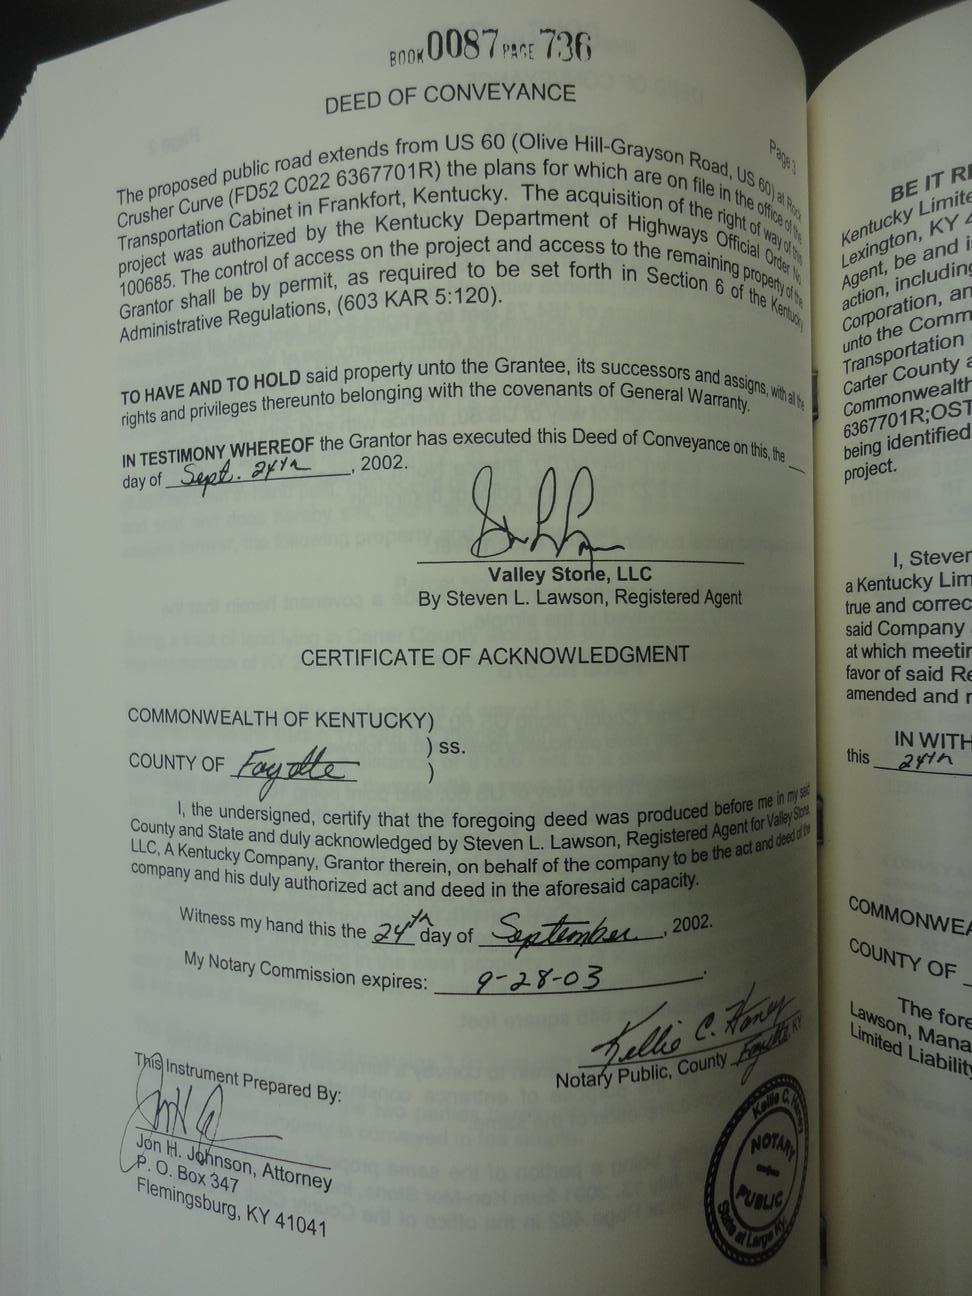 BOOK 0087 PAGE 736
DEED OF CONVEYANCE
Page 3
The proposed public road extends from US 60 (Olive Hill-Grayson Road, US 60) at Rock
Crusher Curve (FD52 C022 6367701R) the plans for which are on file in the office of the
Transportation Cabinet in Frankfort, Kentucky. The acquisition of the right of way of this
project was authorized by the Kentucky Department of Highways Official Order No.
100685. The control of access on the project and access to the remaining property of the
Grantor shall be by permit, as required to be set forth in Section 6 of the Kentucky
Administrative Regulations, (603 KAR 5:120).
TO HAVE AND TO HOLD said property unto the Grantee, its successors and assigns, with all the
rights and privileges thereunto belonging with the covenants of General Warranty.
IN TESTIMONY WHEREOF the Grantor has executed this Deed of Conveyance on this, the
day of Sept. 24th, 2002.
Valley Stone, LLC
By Steven L. Lawson, Registered Agent
CERTIFICATE OF ACKNOWLEDGMENT
COMMONWEALTH OF KENTUCKY)
) ss.
COUNTY OF Fayette )
I, the undersigned, certify that the foregoing deed was produced before me in my said
County and State and duly acknowledged by Steven L. Lawson, Registered Agent for Valley Stone,
LLC, A Kentucky Company, Grantor therein, on behalf of the company to be the act and deed of the
company and his duly authorized act and deed in the aforesaid capacity.
Witness my hand this the 24th day of September, 2002.
My Notary Commission expires: 9-28-03.
Kellie C. Haney
Notary Public, County Fayette, KY
This Instrument Prepared By:
Jon H. Johnson, Attorney
P. O. Box 347
Flemingsburg, KY 41041
Kellie C. Haney
NOTARY
PUBLIC
State at Large Ky.
BE IT RE
Kentucky Limite
Lexington, KY 4
Agent, be and i
action, including
Corporation, an
unto the Comm
Transportation
Carter County a
Commonwealth
6367701R;OST
being identified
project.
I, Steven
a Kentucky Lim
true and correc
said Company
at which meetin
favor of said Re
amended and r
IN WITH
this 24th
COMMONWEA
COUNTY OF
The fore
Lawson, Mana
Limited Liability